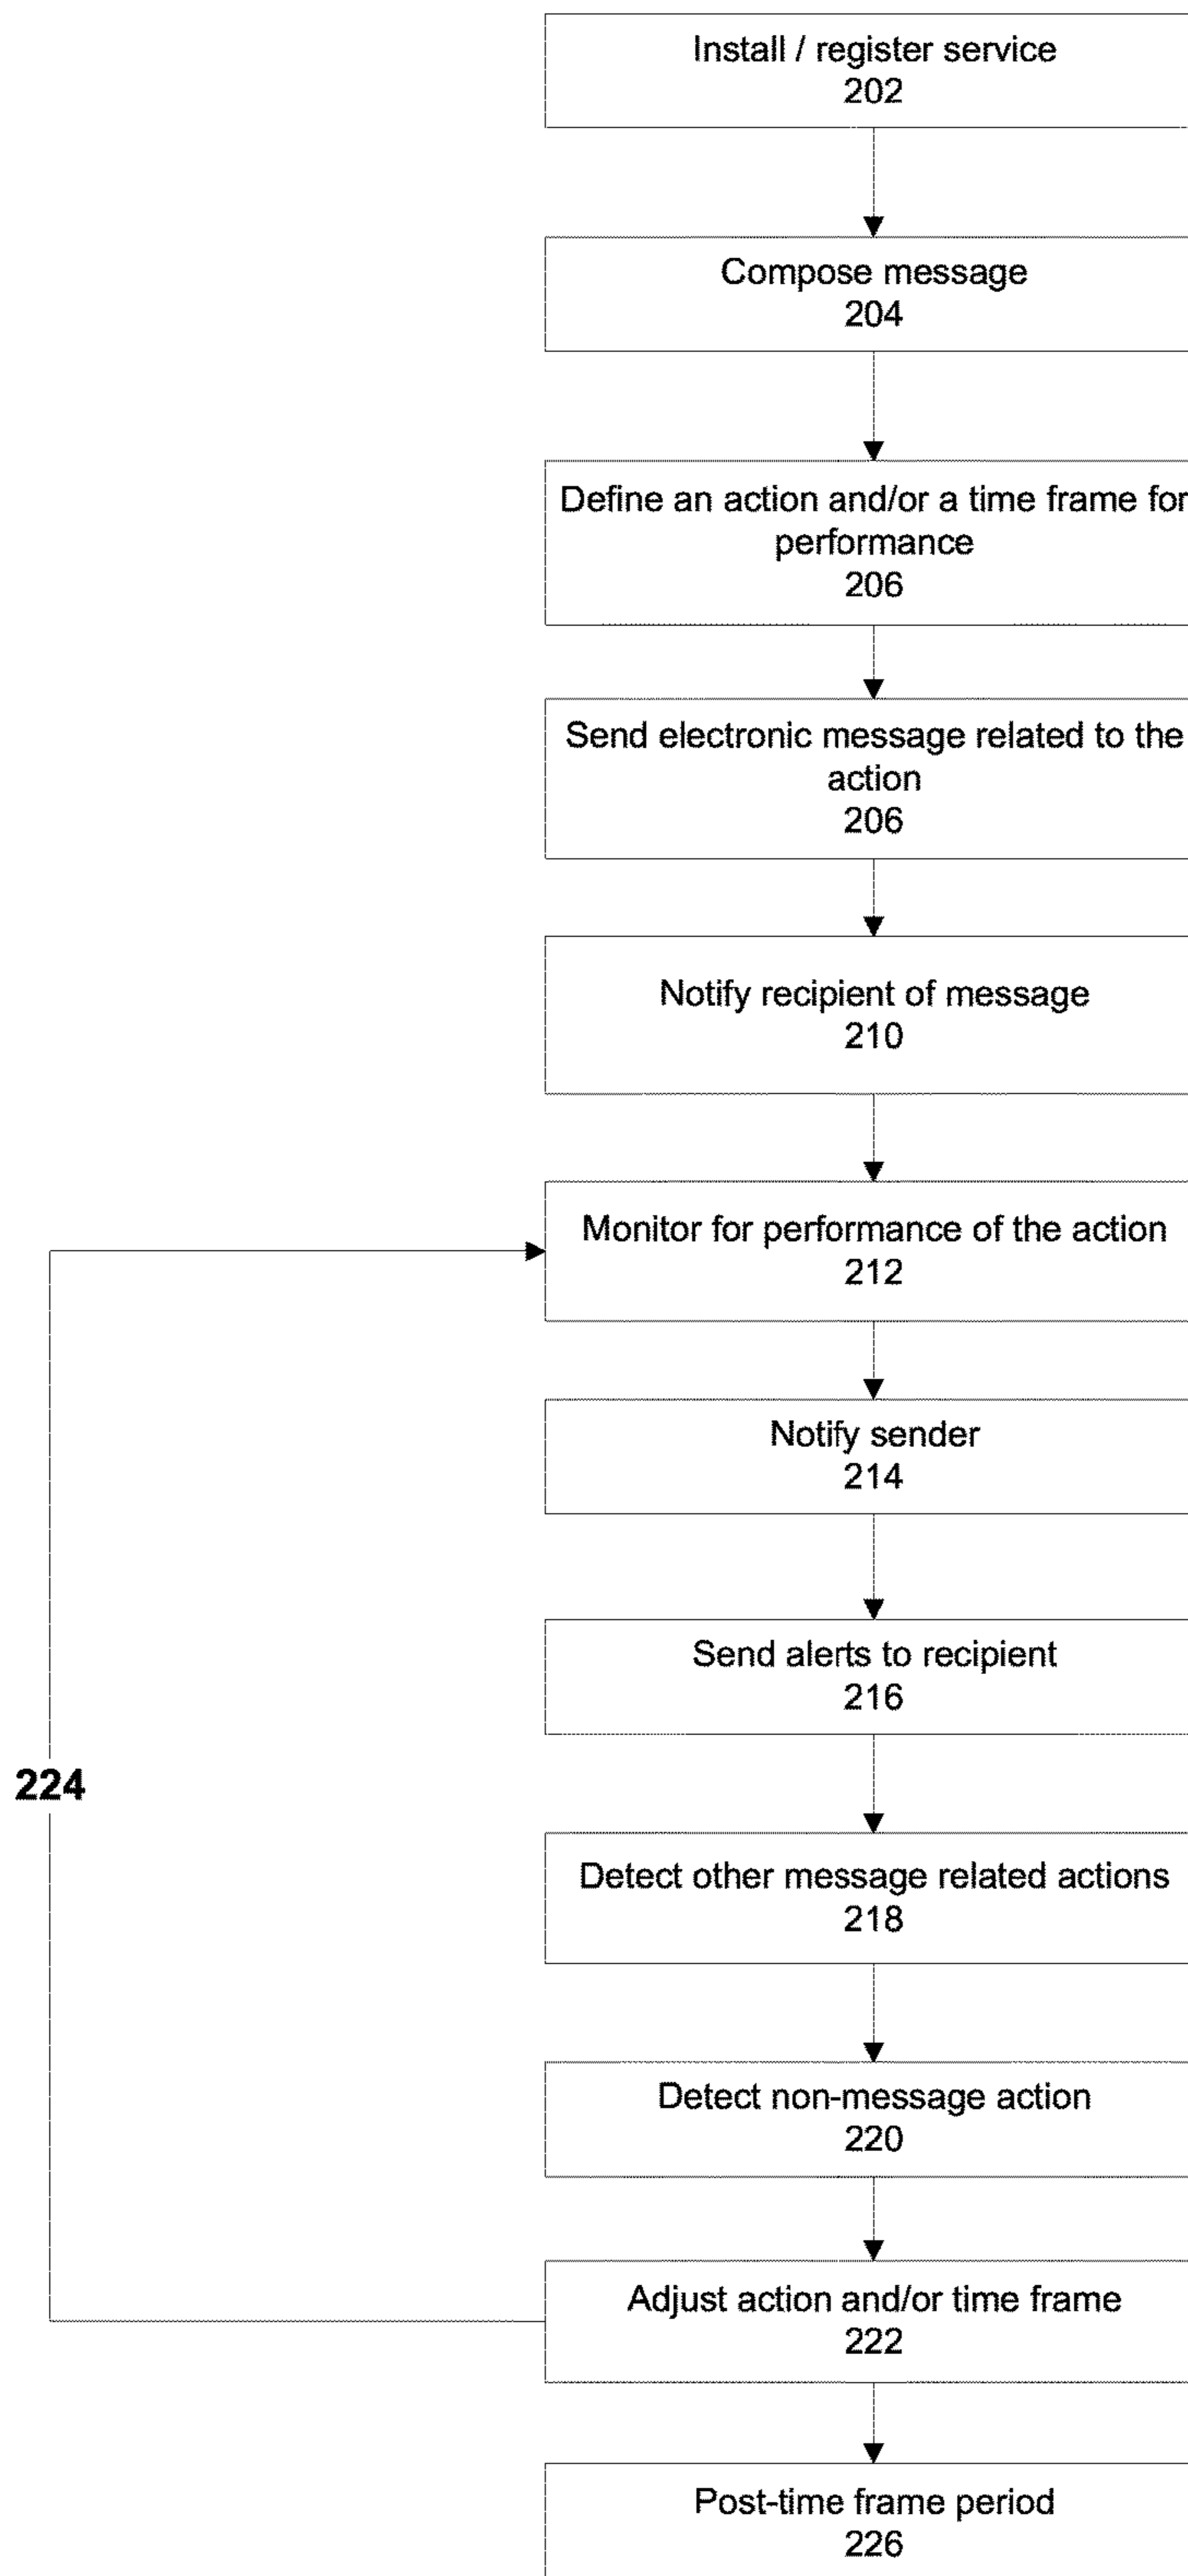 Install / register service
202
Compose message
204
Define an action and/or a time frame for
performance
206
Send electronic message related to the
action
206
Notify recipient of message
210
Monitor for performance of the action
212
Notify sender
214
Send alerts to recipient
216
224
Detect other message related actions
218
Detect non-message action
220
Adjust action and/or time frame
222
Post-time frame period
226